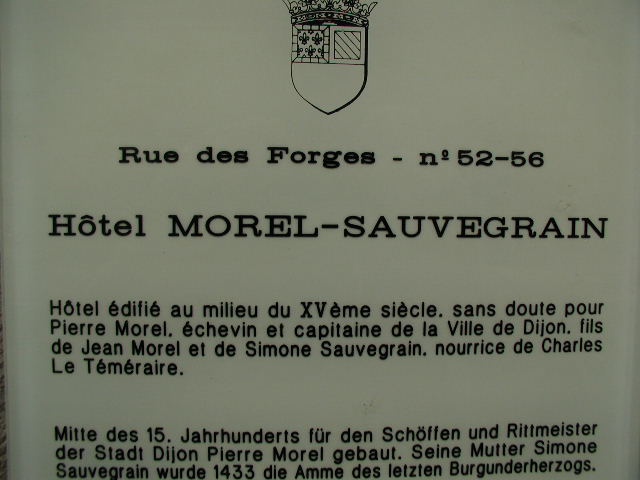 Rue des Forges - nº 52-56
Hôtel MOREL-SAUVEGRAIN
Hôtel édifié au milieu du XVème siècle. sans doute pour
Pierre Morel. échevin et capitaine de la Ville de Dijon. fils
de Jean Morel et de Simone Sauvegrain. nourrice de Charles
Le Téméraire.
Mitte des 15. Jahrhunderts für den Schöffen und Rittmeister
der Stadt Dijon Pierre Morel gebaut. Seine Mutter Simone
Sauvegrain wurde 1433 die Amme des letzten Burgunderherzogs.